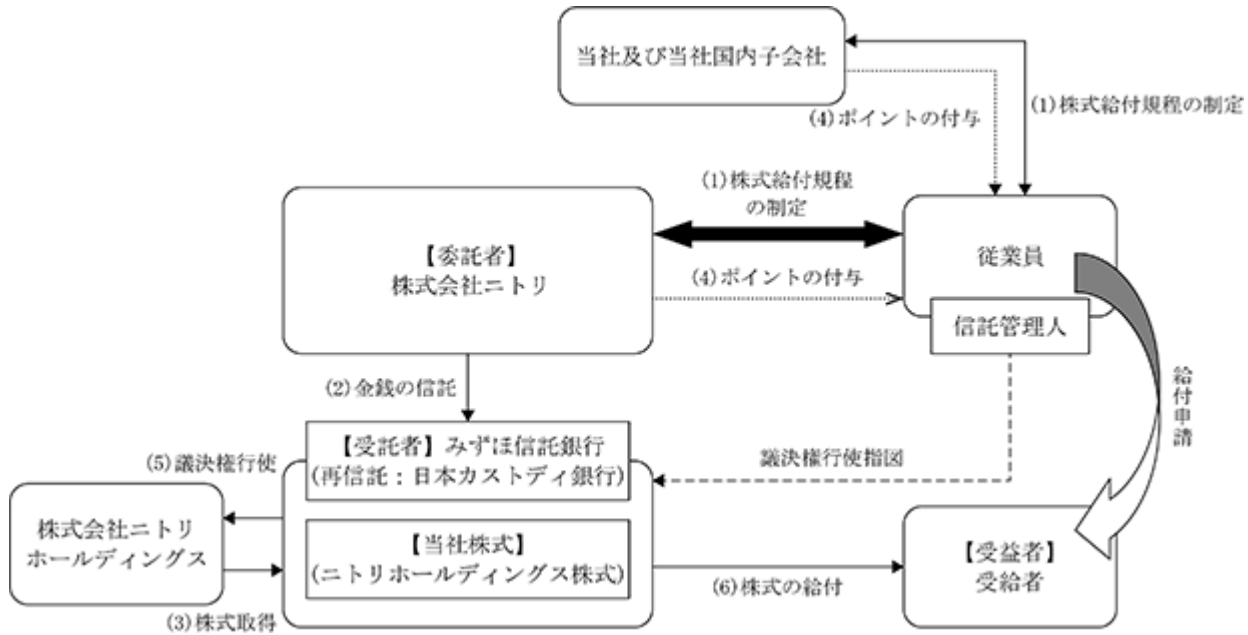 当社及び当社国内子会社
(4)ポイントの付与
(1)株式給付規程の制定
(1)株式給付規程
の制定
【委託者】
株式会社ニトリ
従業員
(4)ポイントの付与
信託管理人
(2)金銭の信託
給付申請
【受託者】みずほ信託銀行
(再信託:日本カストディ銀行)
(5)議決権行使
議決権行使指図
株式会社ニトリ
ホールディングス
【当社株式】
(ニトリホールディングス株式)
【受益者】
受給者
(6)株式の給付
(3)株式取得